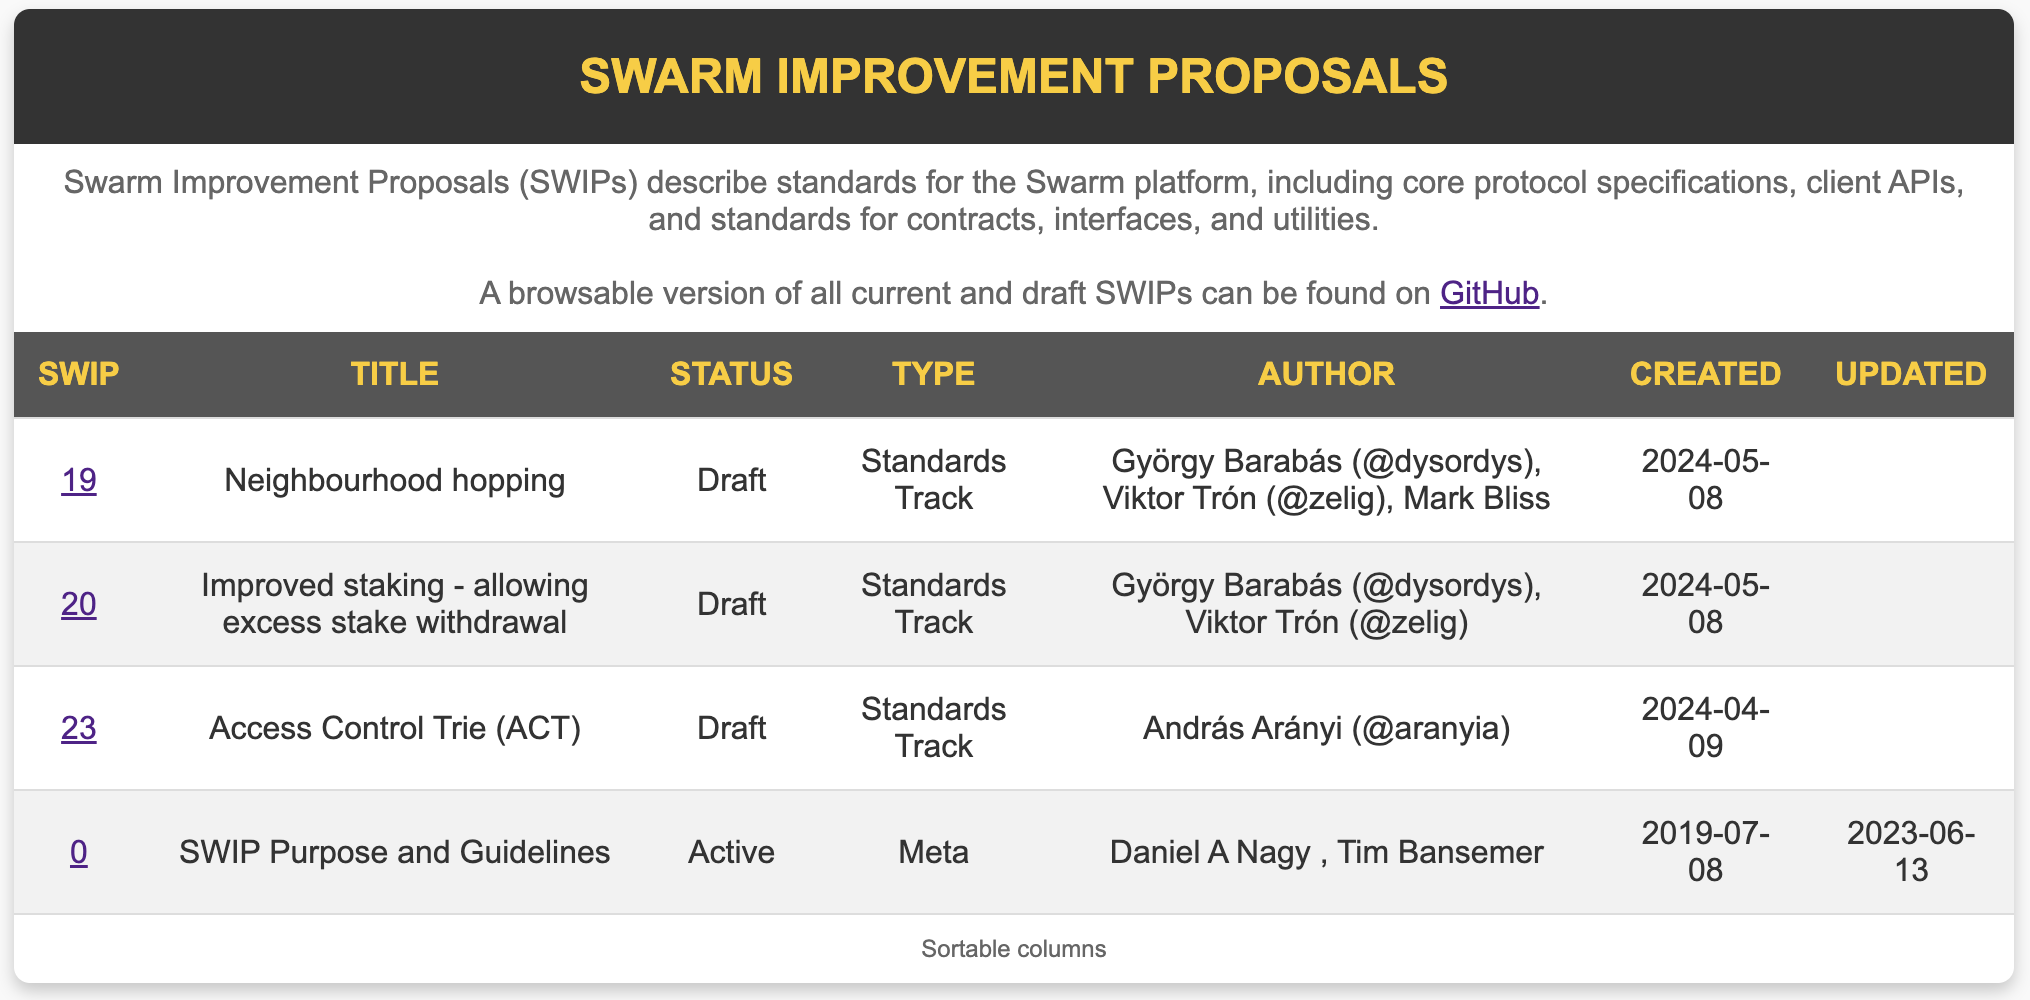 SWARM IMPROVEMENT PROPOSALS
Swarm Improvement Proposals (SWIPs) describe standards for the Swarm platform, including core protocol specifications, client APIs,
and standards for contracts, interfaces, and utilities.
A browsable version of all current and draft SWIPs can be found on GitHub.
SWIP TITLE STATUS TYPE AUTHOR CREATED UPDATED
19 Neighbourhood hopping Draft Standards Track György Barabás (@dysordys), Viktor Trón (@zelig), Mark Bliss 2024-05-08
20 Improved staking - allowing excess stake withdrawal Draft Standards Track György Barabás (@dysordys), Viktor Trón (@zelig) 2024-05-08
23 Access Control Trie (ACT) Draft Standards Track András Arányi (@aranyia) 2024-04-09
0 SWIP Purpose and Guidelines Active Meta Daniel A Nagy , Tim Bansemer 2019-07-08 2023-06-13
Sortable columns